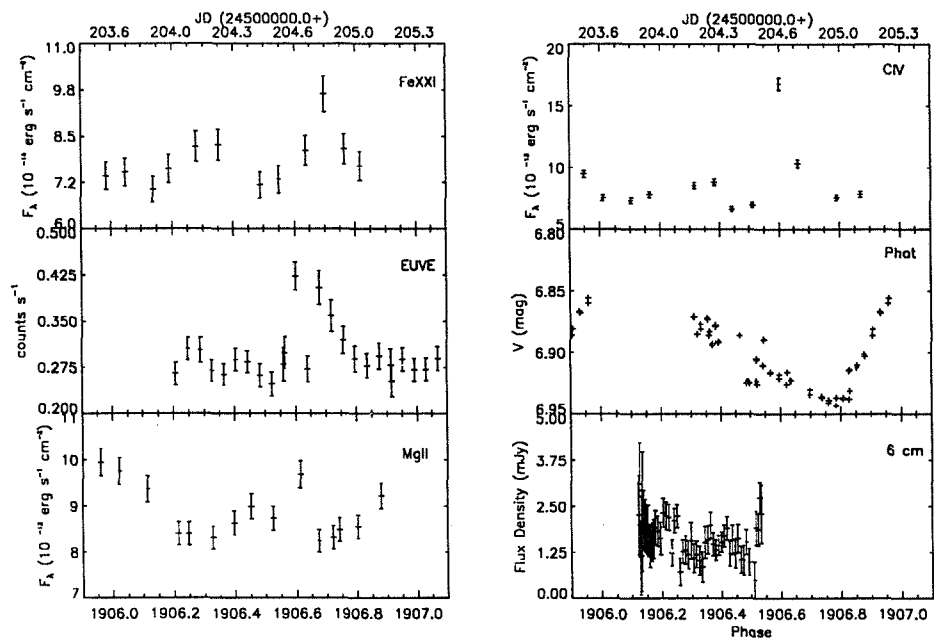 JD (24500000.0+)
203.6 204.0 204.3 204.6 205.0 205.3
11.0
9.8
8.5
7.2
6.0
F_λ (10⁻¹⁴ erg s⁻¹ cm⁻²)
FeXXI
0.500
0.425
0.350
0.275
0.200
counts s⁻¹
EUVE
11
10
9
8
7
F_λ (10⁻¹² erg s⁻¹ cm⁻²)
MgII
1906.0 1906.2 1906.4 1906.6 1906.8 1907.0
JD (24500000.0+)
203.6 204.0 204.3 204.6 205.0 205.3
20
15
10
5
F_λ (10⁻¹³ erg s⁻¹ cm⁻²)
CIV
6.80
6.85
6.90
6.95
V (mag)
Phot
5.00
3.75
2.50
1.25
0.00
Flux Density (mJy)
6 cm
1906.0 1906.2 1906.4 1906.6 1906.8 1907.0
Phase